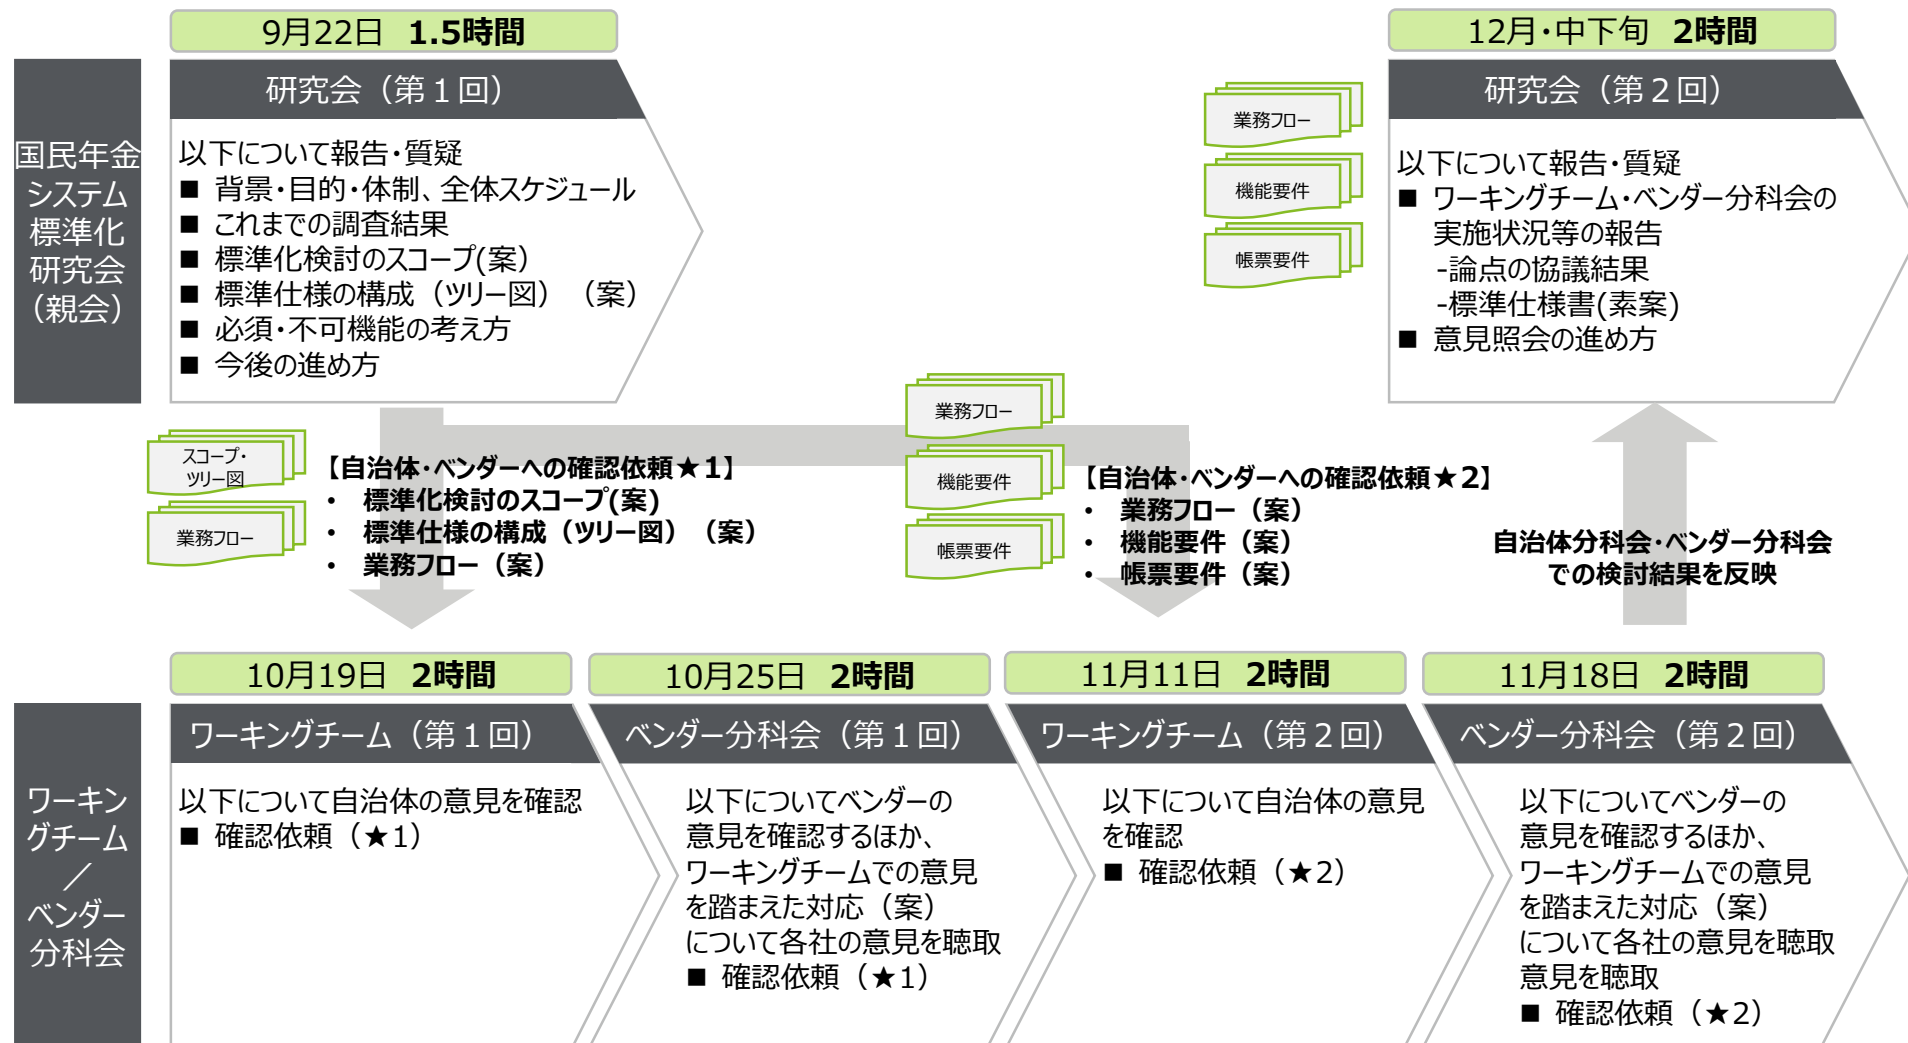 9月22日 1.5時間
12月・中下旬 2時間
国民年金
システム
標準化
研究会
（親会）
研究会（第１回）
以下について報告・質疑
■ 背景・目的・体制、全体スケジュール
■ これまでの調査結果
■ 標準化検討のスコープ(案)
■ 標準仕様の構成（ツリー図）（案）
■ 必須・不可機能の考え方
■ 今後の進め方
業務フロー
機能要件
帳票要件
研究会（第２回）
以下について報告・質疑
■ ワーキングチーム・ベンダー分科会の
実施状況等の報告
-論点の協議結果
-標準仕様書(素案)
■ 意見照会の進め方
スコープ・
ツリー図
業務フロー
【自治体・ベンダーへの確認依頼★1】
・ 標準化検討のスコープ(案)
・ 標準仕様の構成（ツリー図）（案）
・ 業務フロー（案）
業務フロー
機能要件
帳票要件
【自治体・ベンダーへの確認依頼★2】
・ 業務フロー（案）
・ 機能要件（案）
・ 帳票要件（案）
自治体分科会・ベンダー分科会
での検討結果を反映
10月19日 2時間
10月25日 2時間
11月11日 2時間
11月18日 2時間
ワーキン
グチーム
／
ベンダー
分科会
ワーキングチーム（第１回）
以下について自治体の意見を確認
■ 確認依頼（★1）
ベンダー分科会（第１回）
以下についてベンダーの
意見を確認するほか、
ワーキングチームでの意見
を踏まえた対応（案）
について各社の意見を聴取
■ 確認依頼（★1）
ワーキングチーム（第２回）
以下について自治体の意見
を確認
■ 確認依頼（★2）
ベンダー分科会（第２回）
以下についてベンダーの
意見を確認するほか、
ワーキングチームでの意見
を踏まえた対応（案）
について各社の意見を聴取
意見を聴取
■ 確認依頼（★2）